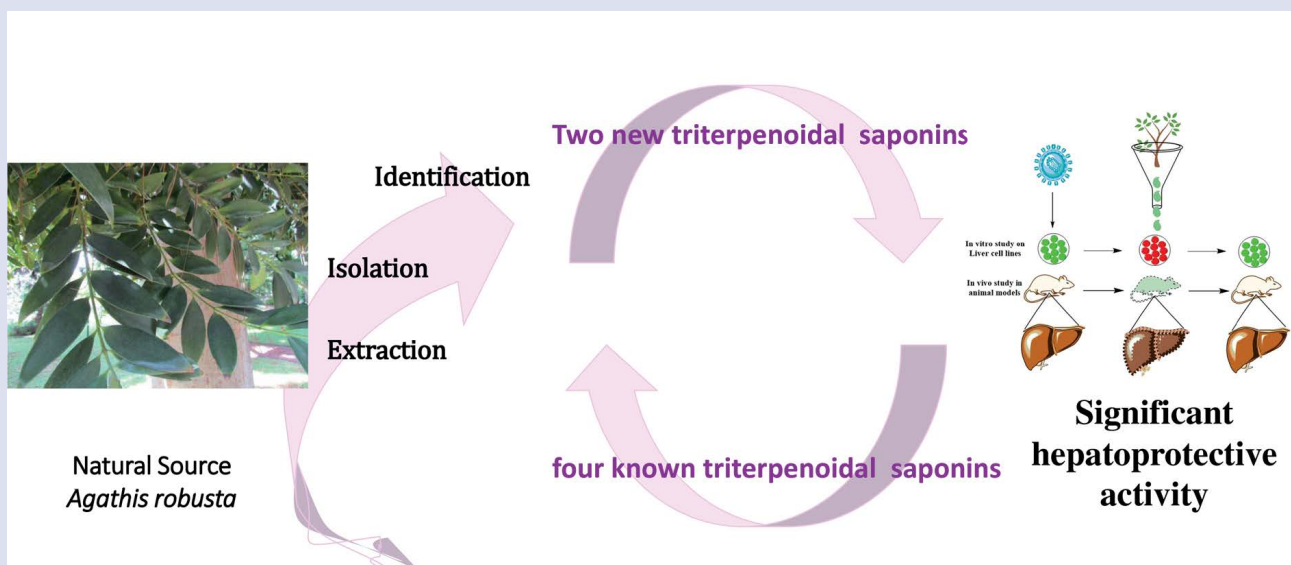 Two new triterpenoidal saponins
Identification
Isolation
Extraction
Natural Source
Agathis robusta
four known triterpenoidal saponins
In vitro study on
Liver cell lines
In vivo study in
animal models
Significant
hepatoprotective
activity